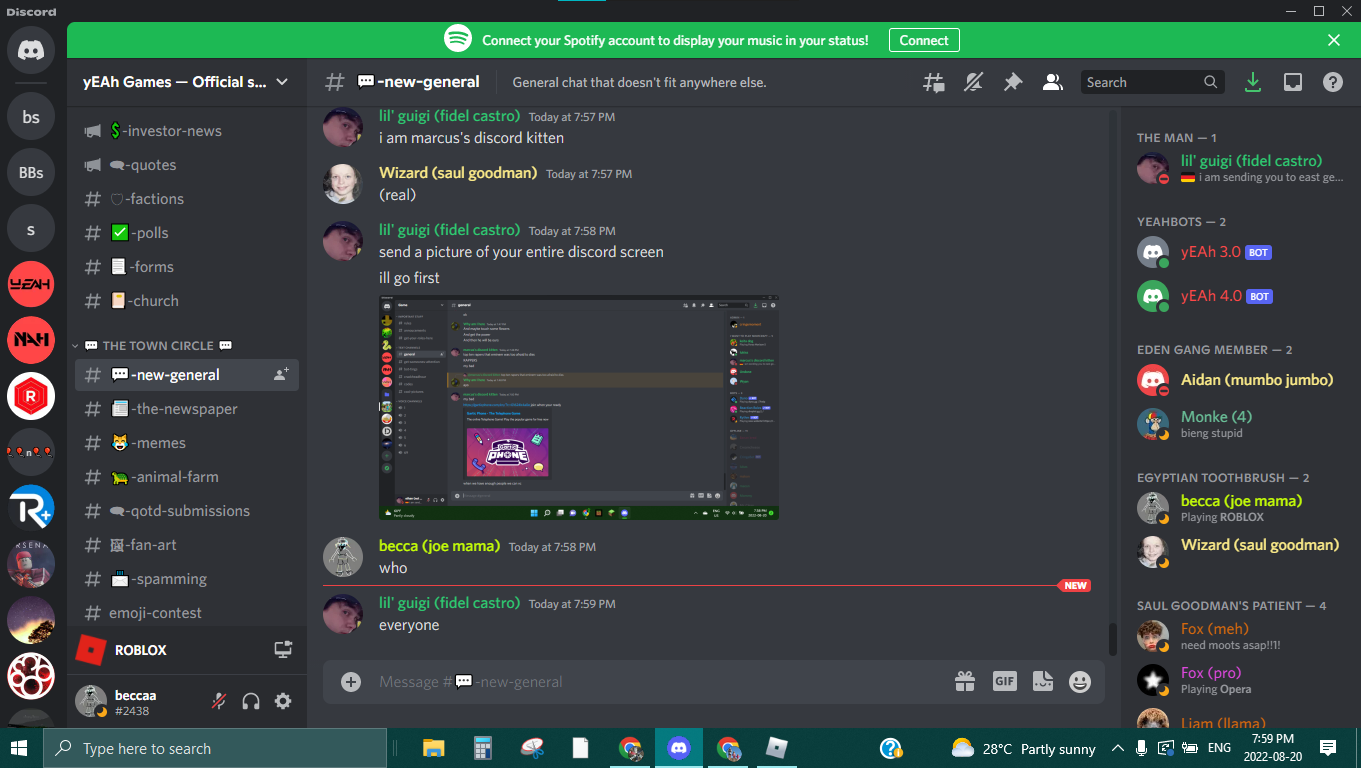 Discord
Connect your Spotify account to display your music in your status!
Connect
bs
BBs
s
YEAH
NAH
yEAh Games — Official s...
💲-investor-news
🗨-quotes
🛡-factions
# ✅-polls
# 📃-forms
# -church
💬 THE TOWN CIRCLE 💬
# 💬-new-general
# 📰-the-newspaper
# 😹-memes
# 🐢-animal-farm
# 🗨-qotd-submissions
# 🖼-fan-art
# 📨-spamming
# emoji-contest
ROBLOX
beccaa
#2438
# 💬-new-general
General chat that doesn't fit anywhere else.
Search
lil' guigi (fidel castro) Today at 7:57 PM
i am marcus's discord kitten
Wizard (saul goodman) Today at 7:57 PM
(real)
lil' guigi (fidel castro) Today at 7:58 PM
send a picture of your entire discord screen
ill go first
general
PHONE
becca (joe mama) Today at 7:58 PM
who
NEW
lil' guigi (fidel castro) Today at 7:59 PM
everyone
Message #💬-new-general
GIF
THE MAN — 1
lil' guigi (fidel castro)
🇩🇪 i am sending you to east ge...
YEAHBOTS — 2
yEAh 3.0 BOT
yEAh 4.0 BOT
EDEN GANG MEMBER — 2
Aidan (mumbo jumbo)
Monke (4)
bieng stupid
EGYPTIAN TOOTHBRUSH — 2
becca (joe mama)
Playing ROBLOX
Wizard (saul goodman)
SAUL GOODMAN'S PATIENT — 4
Fox (meh)
need moots asap!!1!
Fox (pro)
Playing Opera
Liam (llama)
Type here to search
28°C Partly sunny
ENG
7:59 PM
2022-08-20